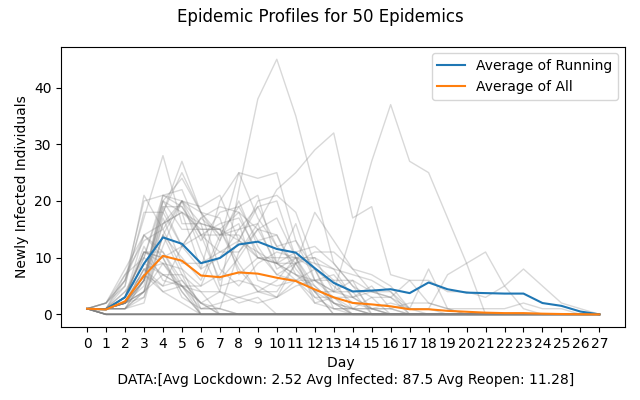 Epidemic Profiles for 50 Epidemics
Average of Running
Average of All
Newly Infected Individuals
40
30
20
10
0
0 1 2 3 4 5 6 7 8 9 10 11 12 13 14 15 16 17 18 19 20 21 22 23 24 25 26 27
Day
DATA:[Avg Lockdown: 2.52 Avg Infected: 87.5 Avg Reopen: 11.28]